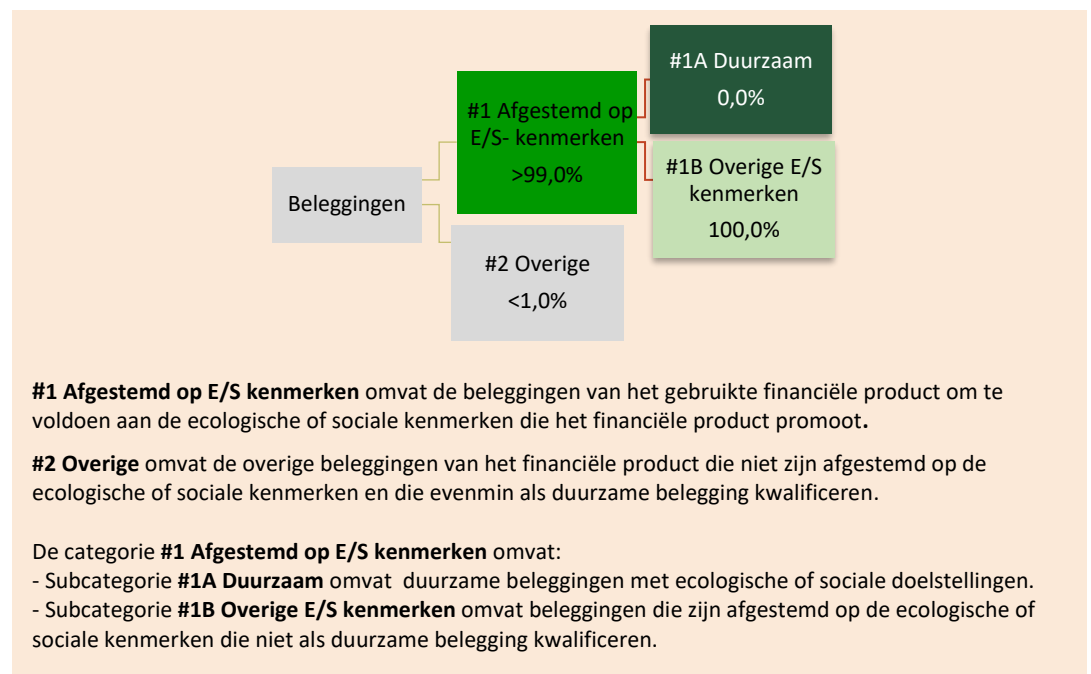 #1A Duurzaam
0,0%
#1 Afgestemd op
E/S- kenmerken
>99,0%
#1B Overige E/S
kenmerken
100,0%
Beleggingen
#2 Overige
<1,0%
#1 Afgestemd op E/S kenmerken omvat de beleggingen van het gebruikte financiële product om te
voldoen aan de ecologische of sociale kenmerken die het financiële product promoot.
#2 Overige omvat de overige beleggingen van het financiële product die niet zijn afgestemd op de
ecologische of sociale kenmerken en die evenmin als duurzame belegging kwalificeren.
De categorie #1 Afgestemd op E/S kenmerken omvat:
- Subcategorie #1A Duurzaam omvat  duurzame beleggingen met ecologische of sociale doelstellingen.
- Subcategorie #1B Overige E/S kenmerken omvat beleggingen die zijn afgestemd op de ecologische of
sociale kenmerken die niet als duurzame belegging kwalificeren.